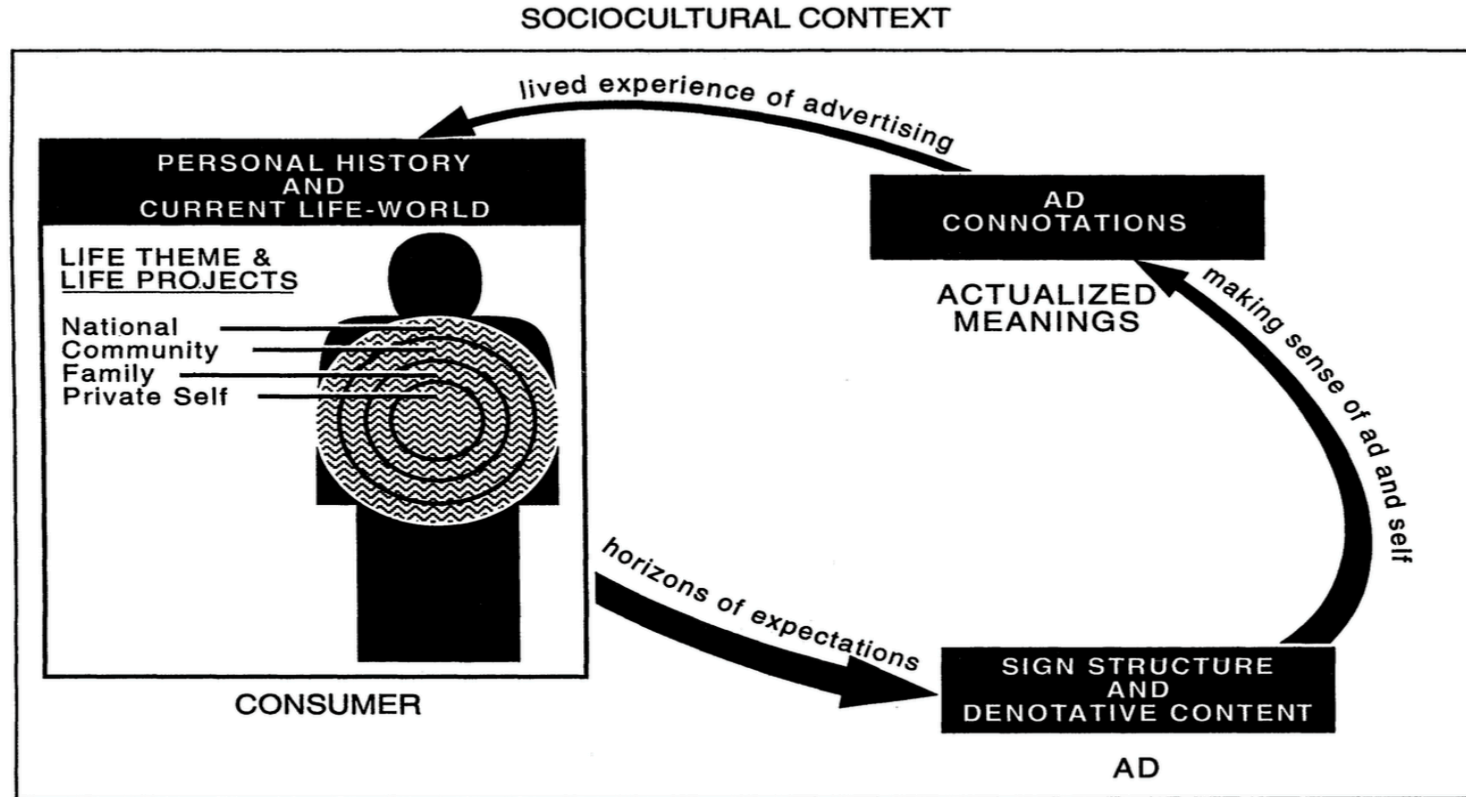 SOCIOCULTURAL CONTEXT
lived experience of advertising
PERSONAL HISTORY
AND
CURRENT LIFE-WORLD
LIFE THEME &
LIFE PROJECTS
National
Community
Family
Private Self
CONSUMER
AD
CONNOTATIONS
ACTUALIZED
MEANINGS
making sense of ad and self
horizons of expectations
SIGN STRUCTURE
AND
DENOTATIVE CONTENT
AD